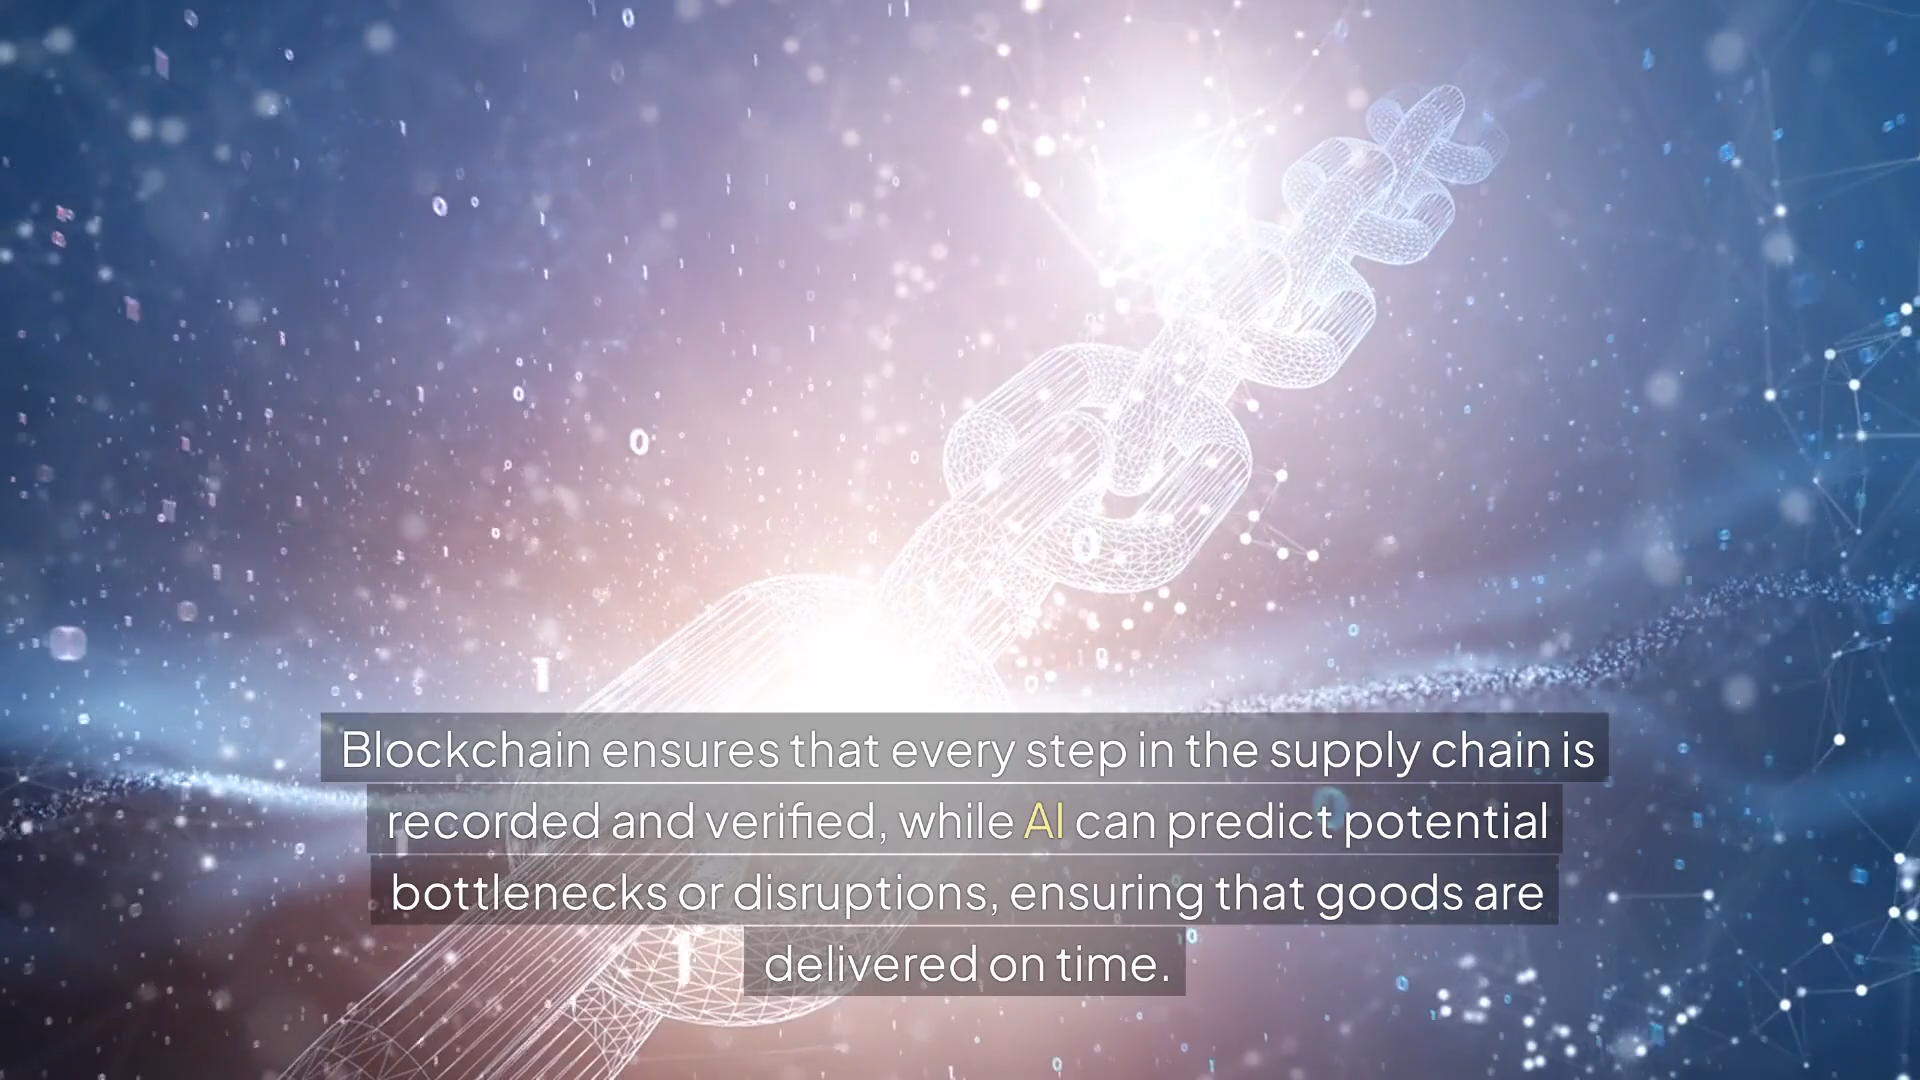 Blockchain ensures that every step in the supply chain is
recorded and verified, while AI can predict potential
bottlenecks or disruptions, ensuring that goods are
delivered on time.